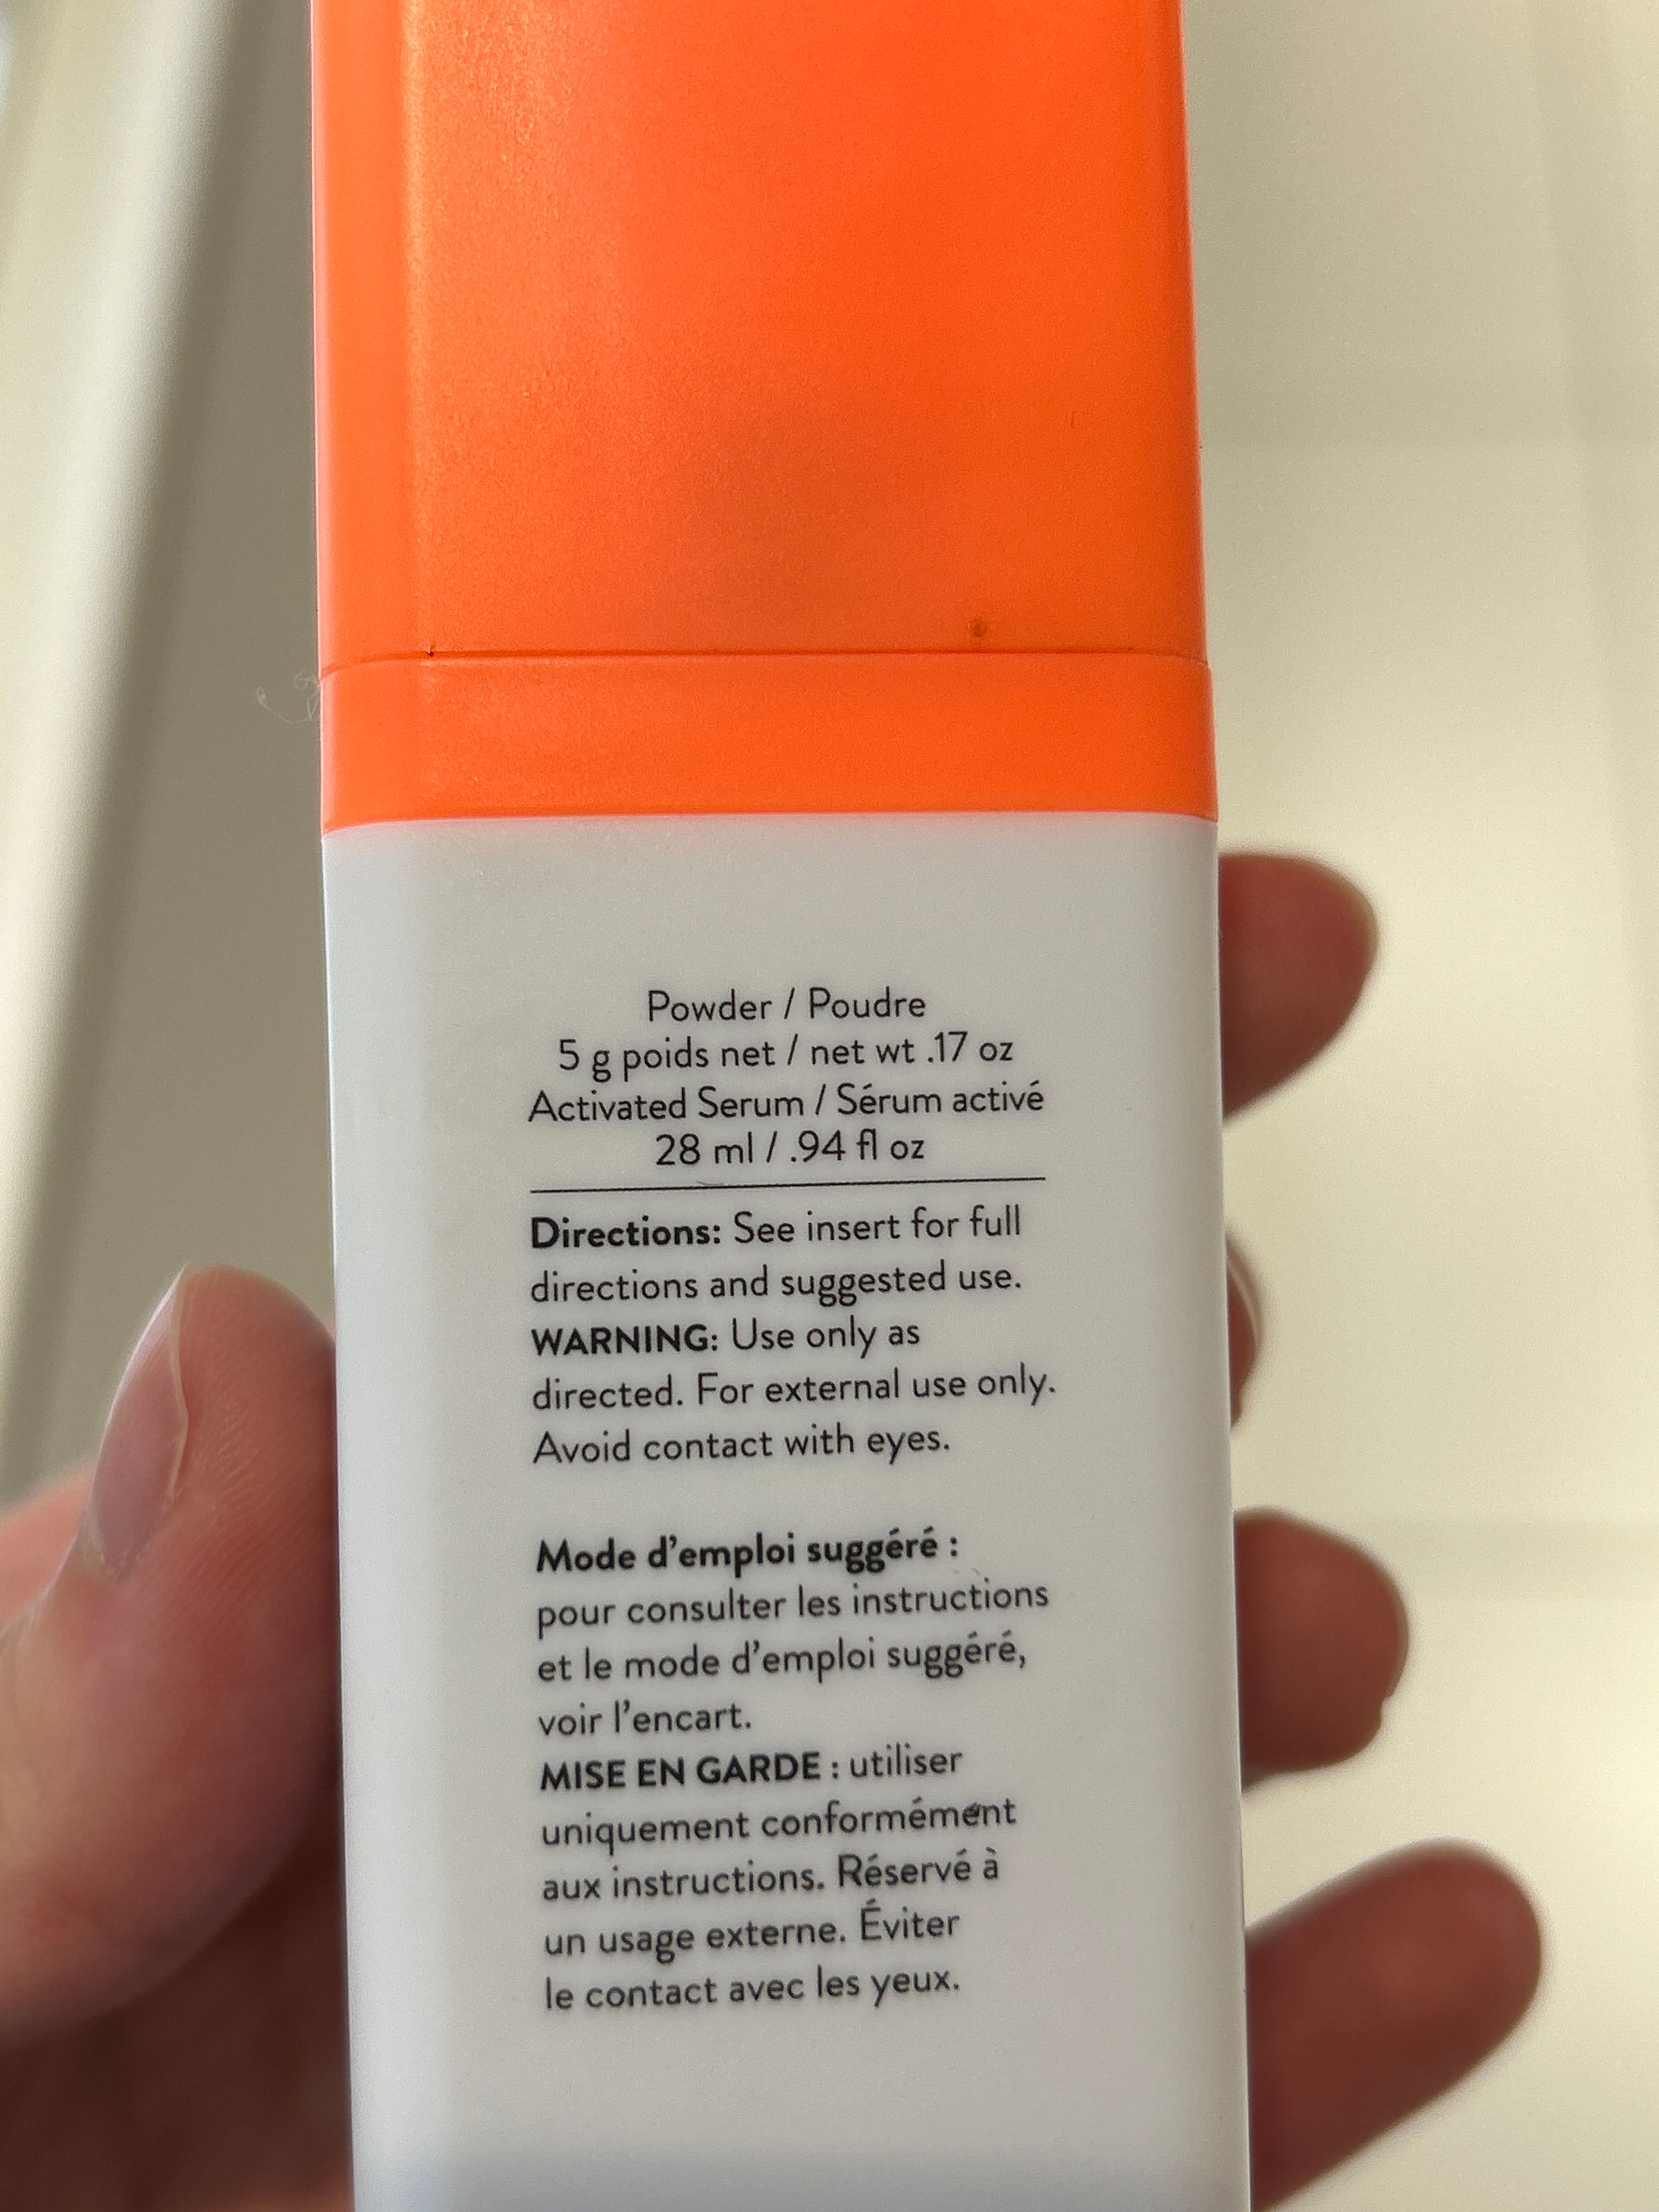 Powder / Poudre
5 g poids net / net wt .17 oz
Activated Serum / Sérum activé
28 ml / .94 fl oz
Directions: See insert for full
directions and suggested use.
WARNING: Use only as
directed. For external use only.
Avoid contact with eyes.
Mode d’emploi suggéré :
pour consulter les instructions
et le mode d’emploi suggéré,
voir l’encart.
MISE EN GARDE : utiliser
uniquement conformément
aux instructions. Réservé à
un usage externe. Éviter
le contact avec les yeux.